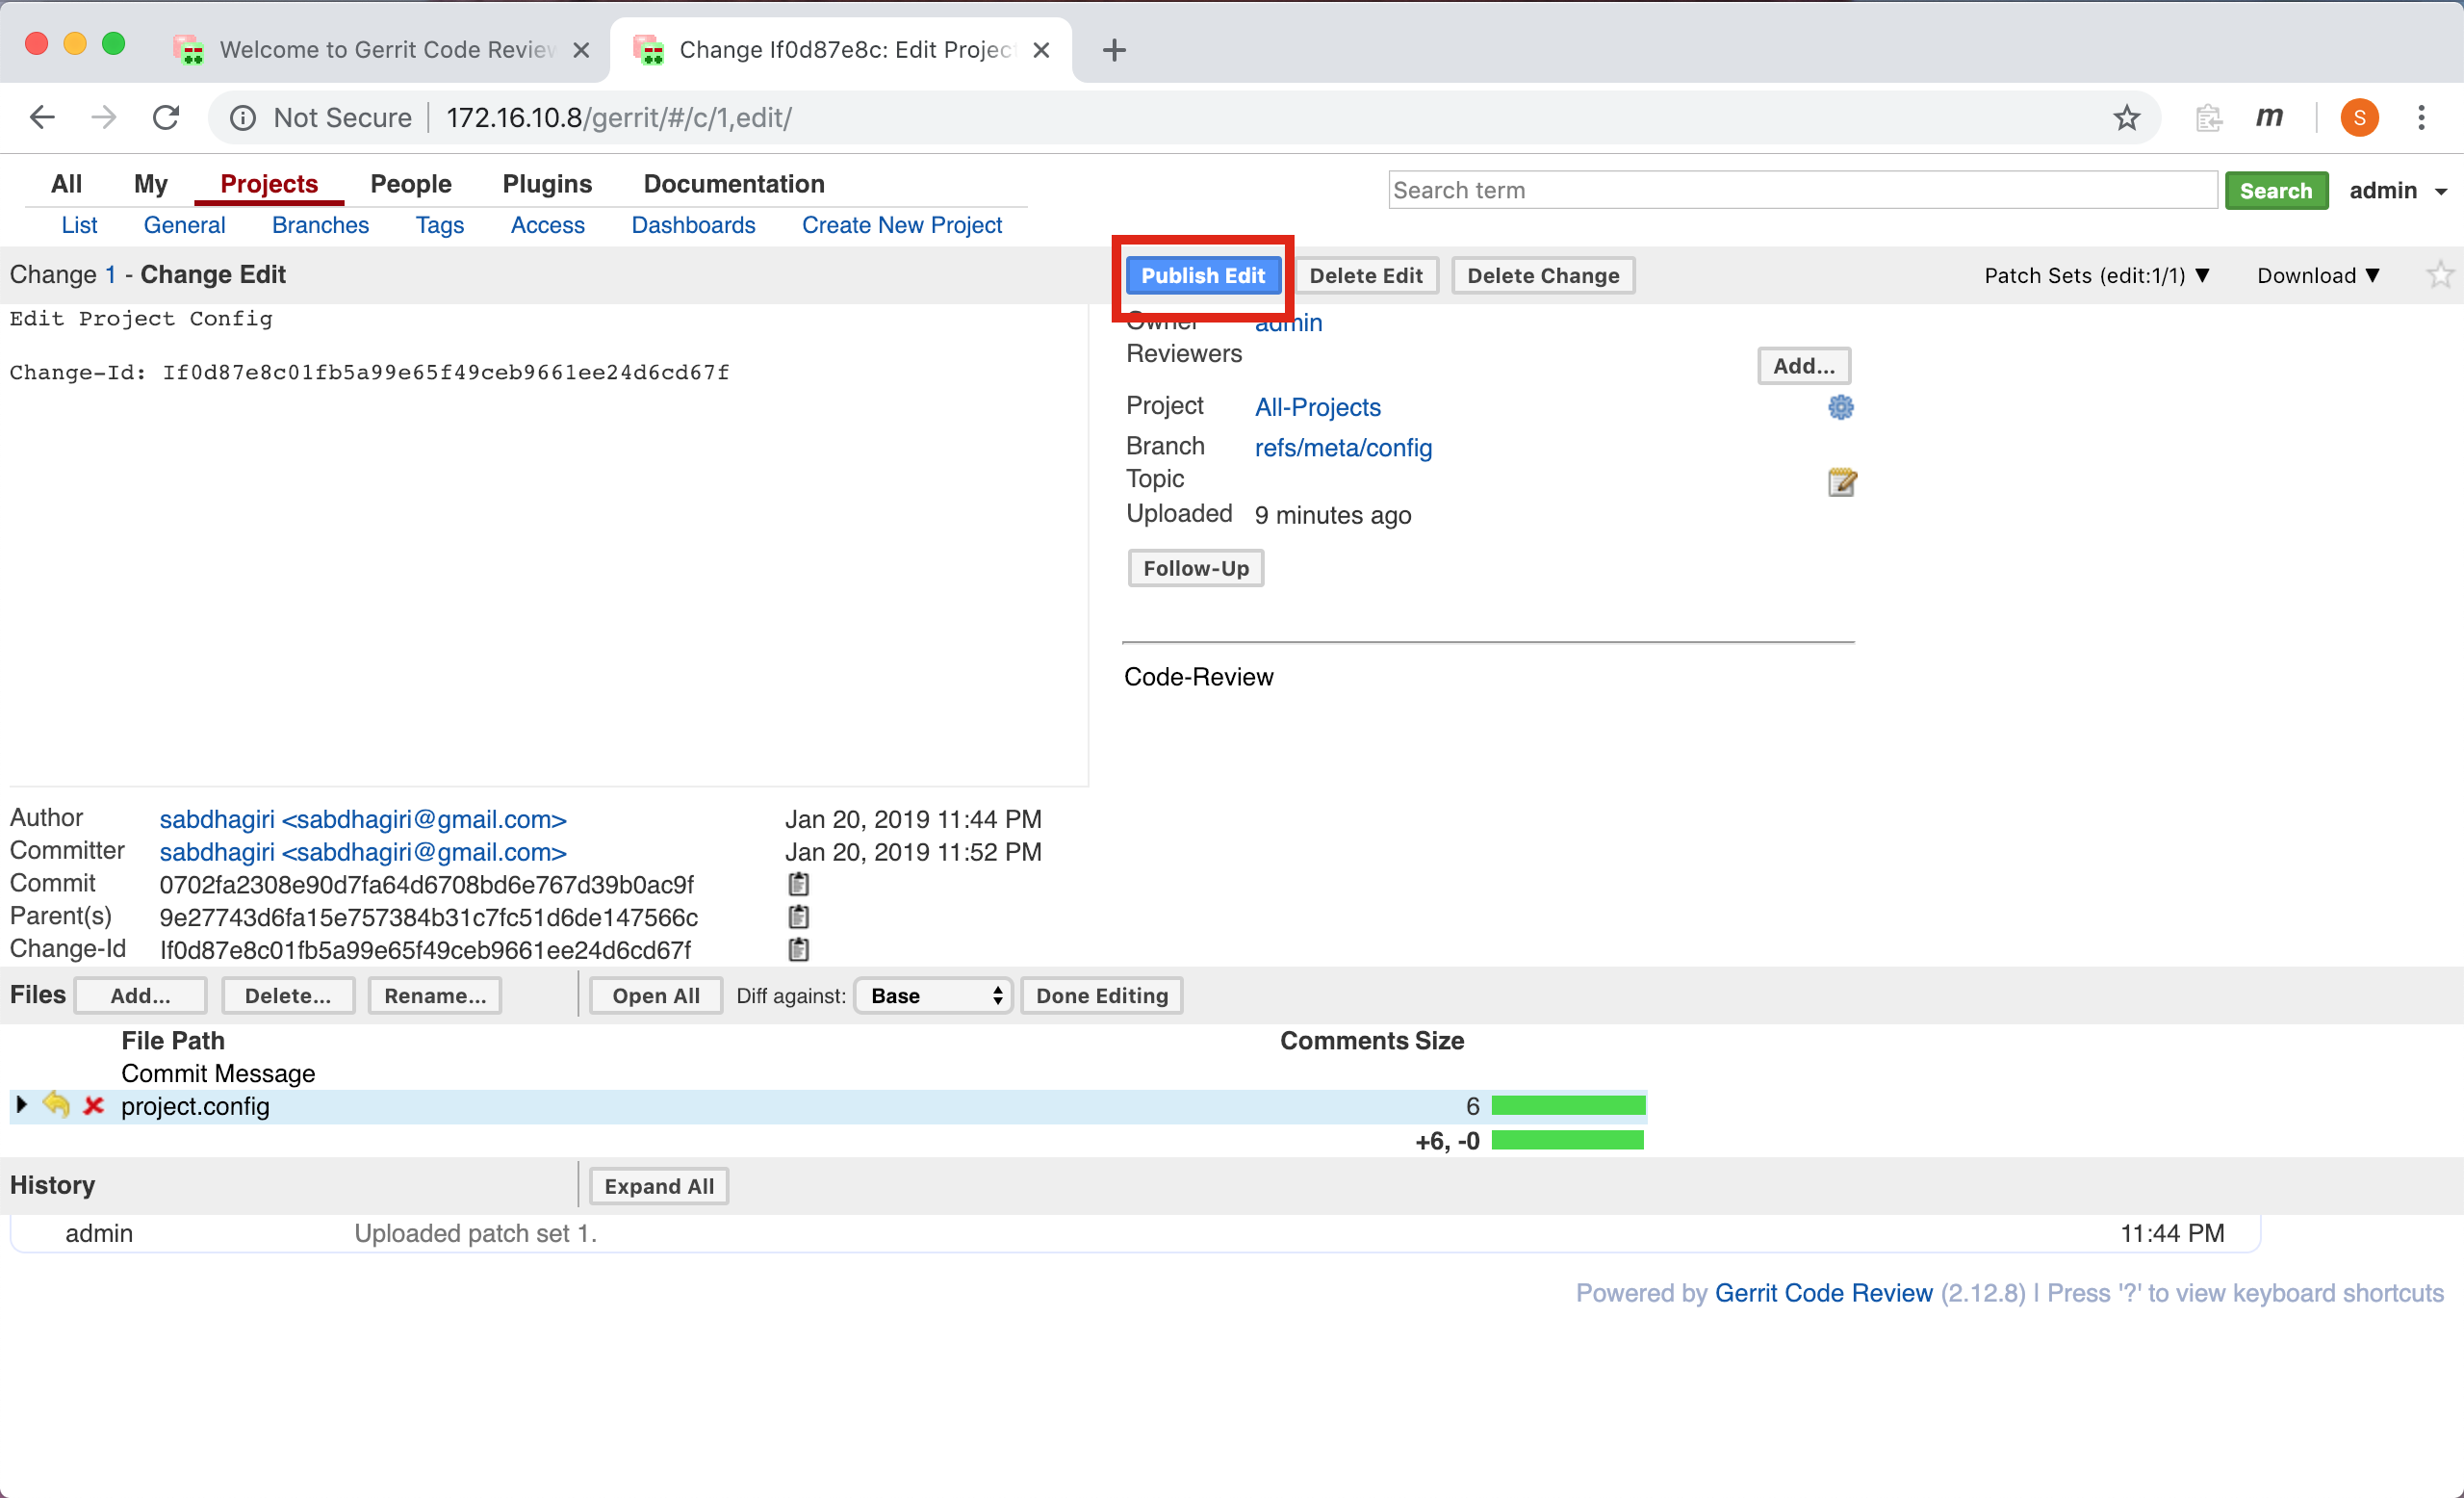 Welcome to Gerrit Code Review
Change If0d87e8c: Edit Project
Not Secure 172.16.10.8/gerrit/#/c/1,edit/
m S
All My Projects People Plugins Documentation
Search term Search admin
List General Branches Tags Access Dashboards Create New Project
Change 1 - Change Edit Publish Edit Delete Edit Delete Change Patch Sets (edit:1/1) ▼ Download ▼
Edit Project Config
Change-Id: If0d87e8c01fb5a99e65f49ceb9661ee24d6cd67f
Owner admin
Reviewers Add...
Project All-Projects
Branch refs/meta/config
Topic
Uploaded 9 minutes ago
Follow-Up
Code-Review
Author sabdhagiri <sabdhagiri@gmail.com> Jan 20, 2019 11:44 PM
Committer sabdhagiri <sabdhagiri@gmail.com> Jan 20, 2019 11:52 PM
Commit 0702fa2308e90d7fa64d6708bd6e767d39b0ac9f
Parent(s) 9e27743d6fa15e757384b31c7fc51d6de147566c
Change-Id If0d87e8c01fb5a99e65f49ceb9661ee24d6cd67f
Files Add... Delete... Rename... Open All Diff against: Base Done Editing
File Path Comments Size
Commit Message
project.config 6
+6, -0
History Expand All
admin Uploaded patch set 1. 11:44 PM
Powered by Gerrit Code Review (2.12.8) | Press '?' to view keyboard shortcuts